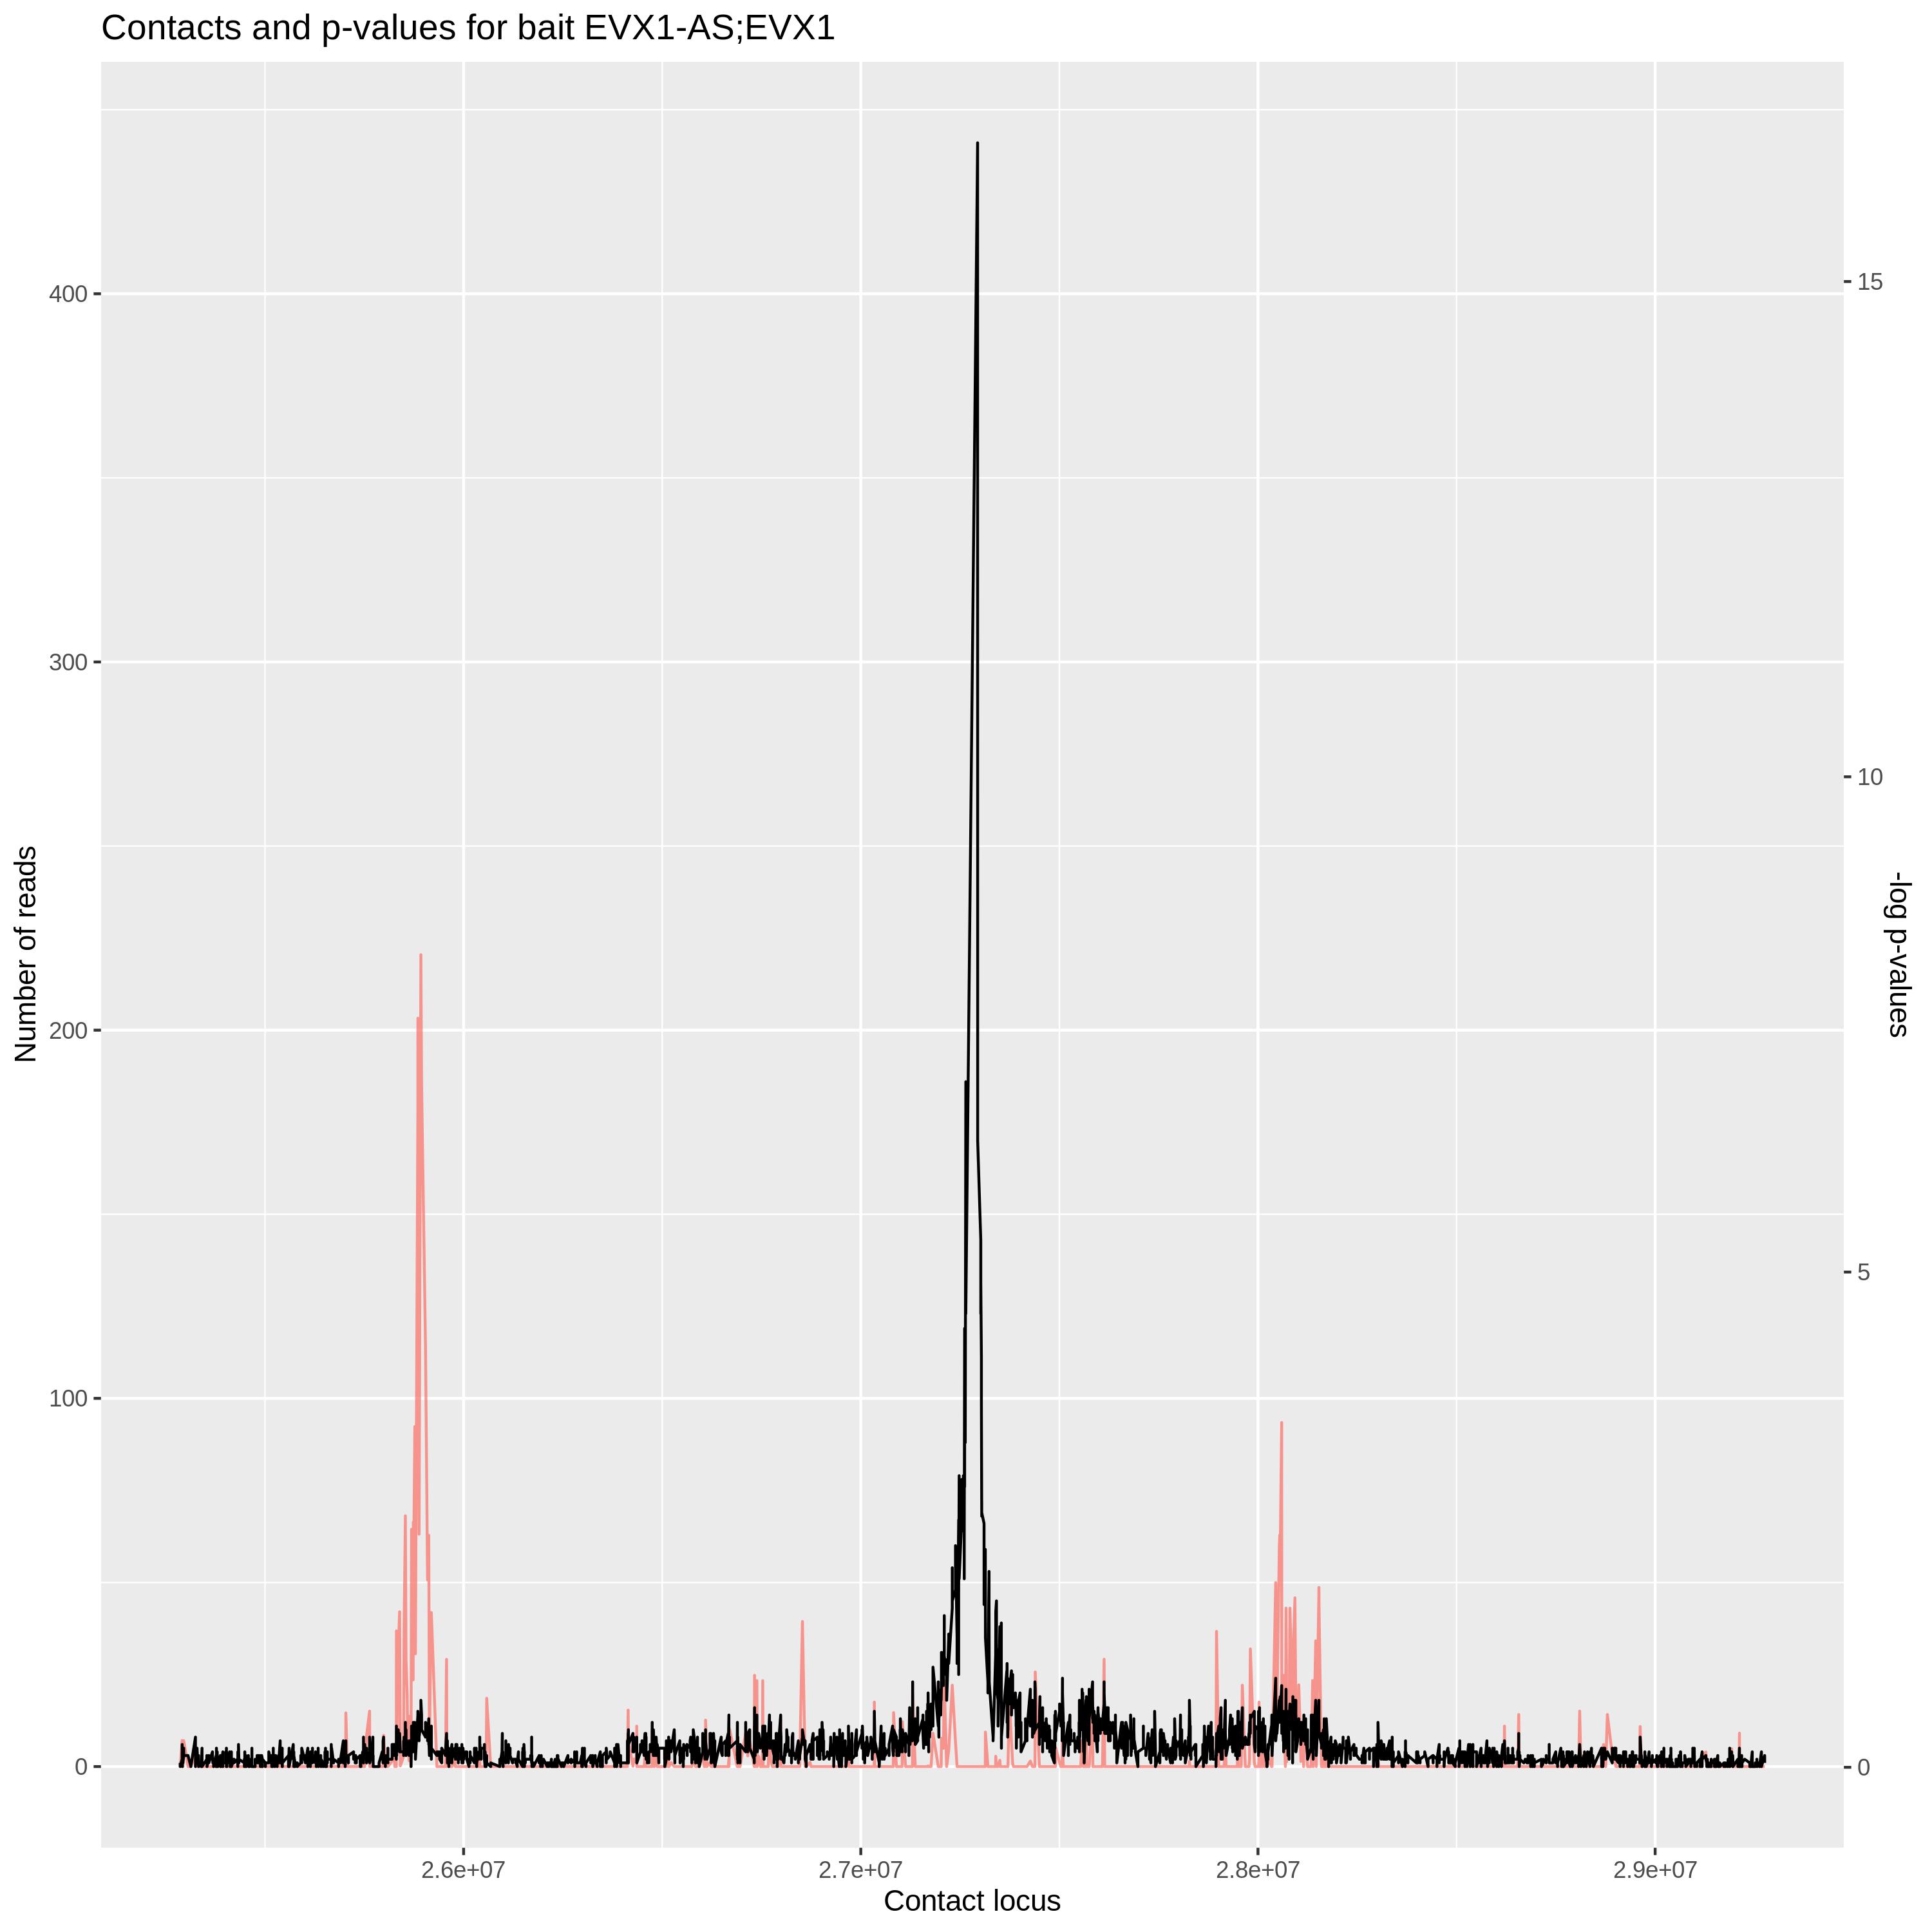 Contacts and p-values for bait EVX1-AS;EVX1
Number of reads
400
300
200
100
0
15
10
5
0
-log p-values
2.6e+07
2.7e+07
2.8e+07
2.9e+07
Contact locus